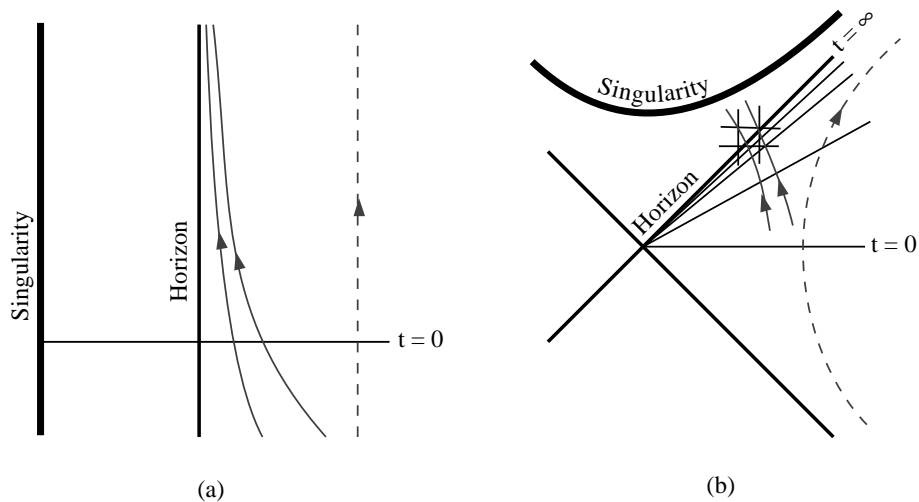 Singularity
Horizon
t = 0
(a)
Singularity
t = ∞
Horizon
t = 0
(b)